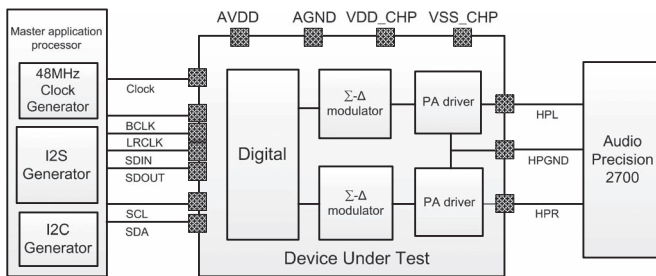 AVDD AGND VDD_CHP VSS_CHP
Master application
processor
48MHz
Clock
Generator
Clock
I2S
Generator
BCLK
LRCLK
SDIN
SDOUT
I2C
Generator
SCL
SDA
Digital
Σ-Δ
modulator
PA driver
Σ-Δ
modulator
PA driver
Device Under Test
HPL
HPGND
HPR
Audio
Precision
2700